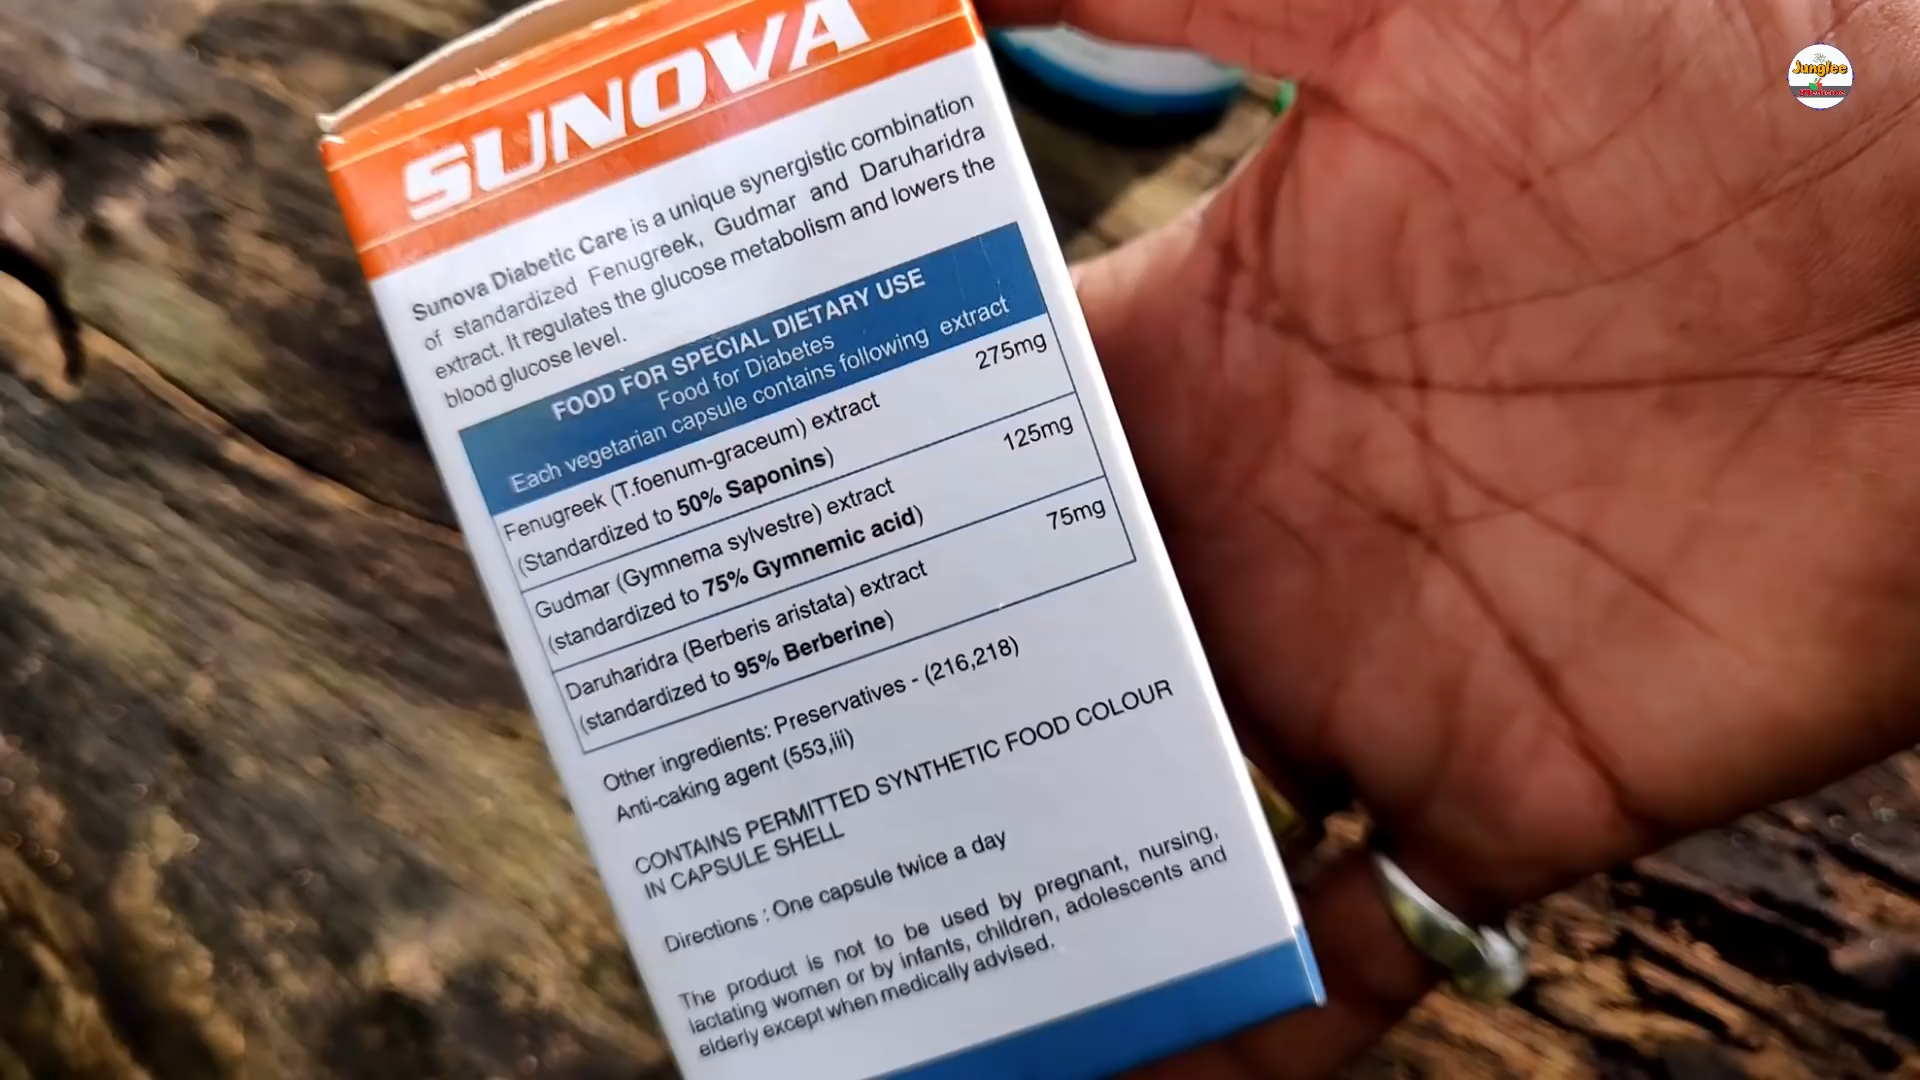 SUNOVA
Sunova Diabetic Care is a unique synergistic combination
of standardized Fenugreek, Gudmar and Daruharidra
extract. It regulates the glucose metabolism and lowers the
blood glucose level.
FOOD FOR SPECIAL DIETARY USE
Food for Diabetes
Each vegetarian capsule contains following extract
Fenugreek (T.foenum-graceum) extract 275mg
(Standardized to 50% Saponins)
Gudmar (Gymnema sylvestre) extract 125mg
(standardized to 75% Gymnemic acid)
Daruharidra (Berberis aristata) extract 75mg
(standardized to 95% Berberine)
Other ingredients: Preservatives - (216,218)
Anti-caking agent (553,iii)
CONTAINS PERMITTED SYNTHETIC FOOD COLOUR
IN CAPSULE SHELL
Directions : One capsule twice a day
The product is not to be used by pregnant, nursing,
lactating women or by infants, children, adolescents and
elderly except when medically advised.
Junglee
Medicine